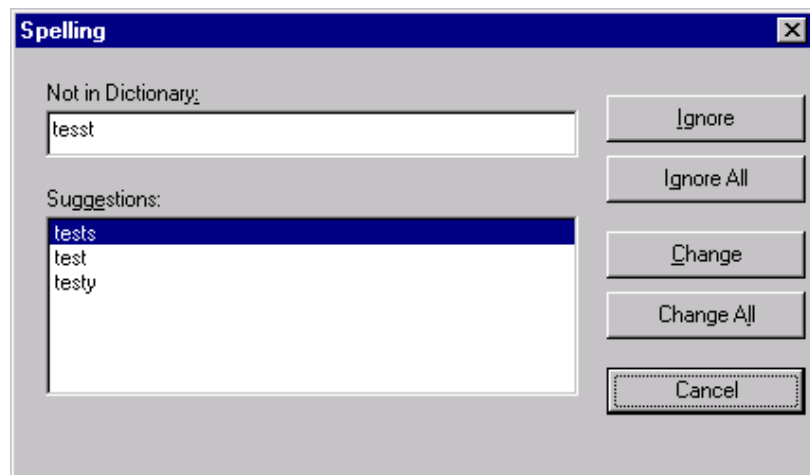 Spelling
Not in Dictionary:
tesst
Ignore
Ignore All
Suggestions:
tests
test
testy
Change
Change All
Cancel